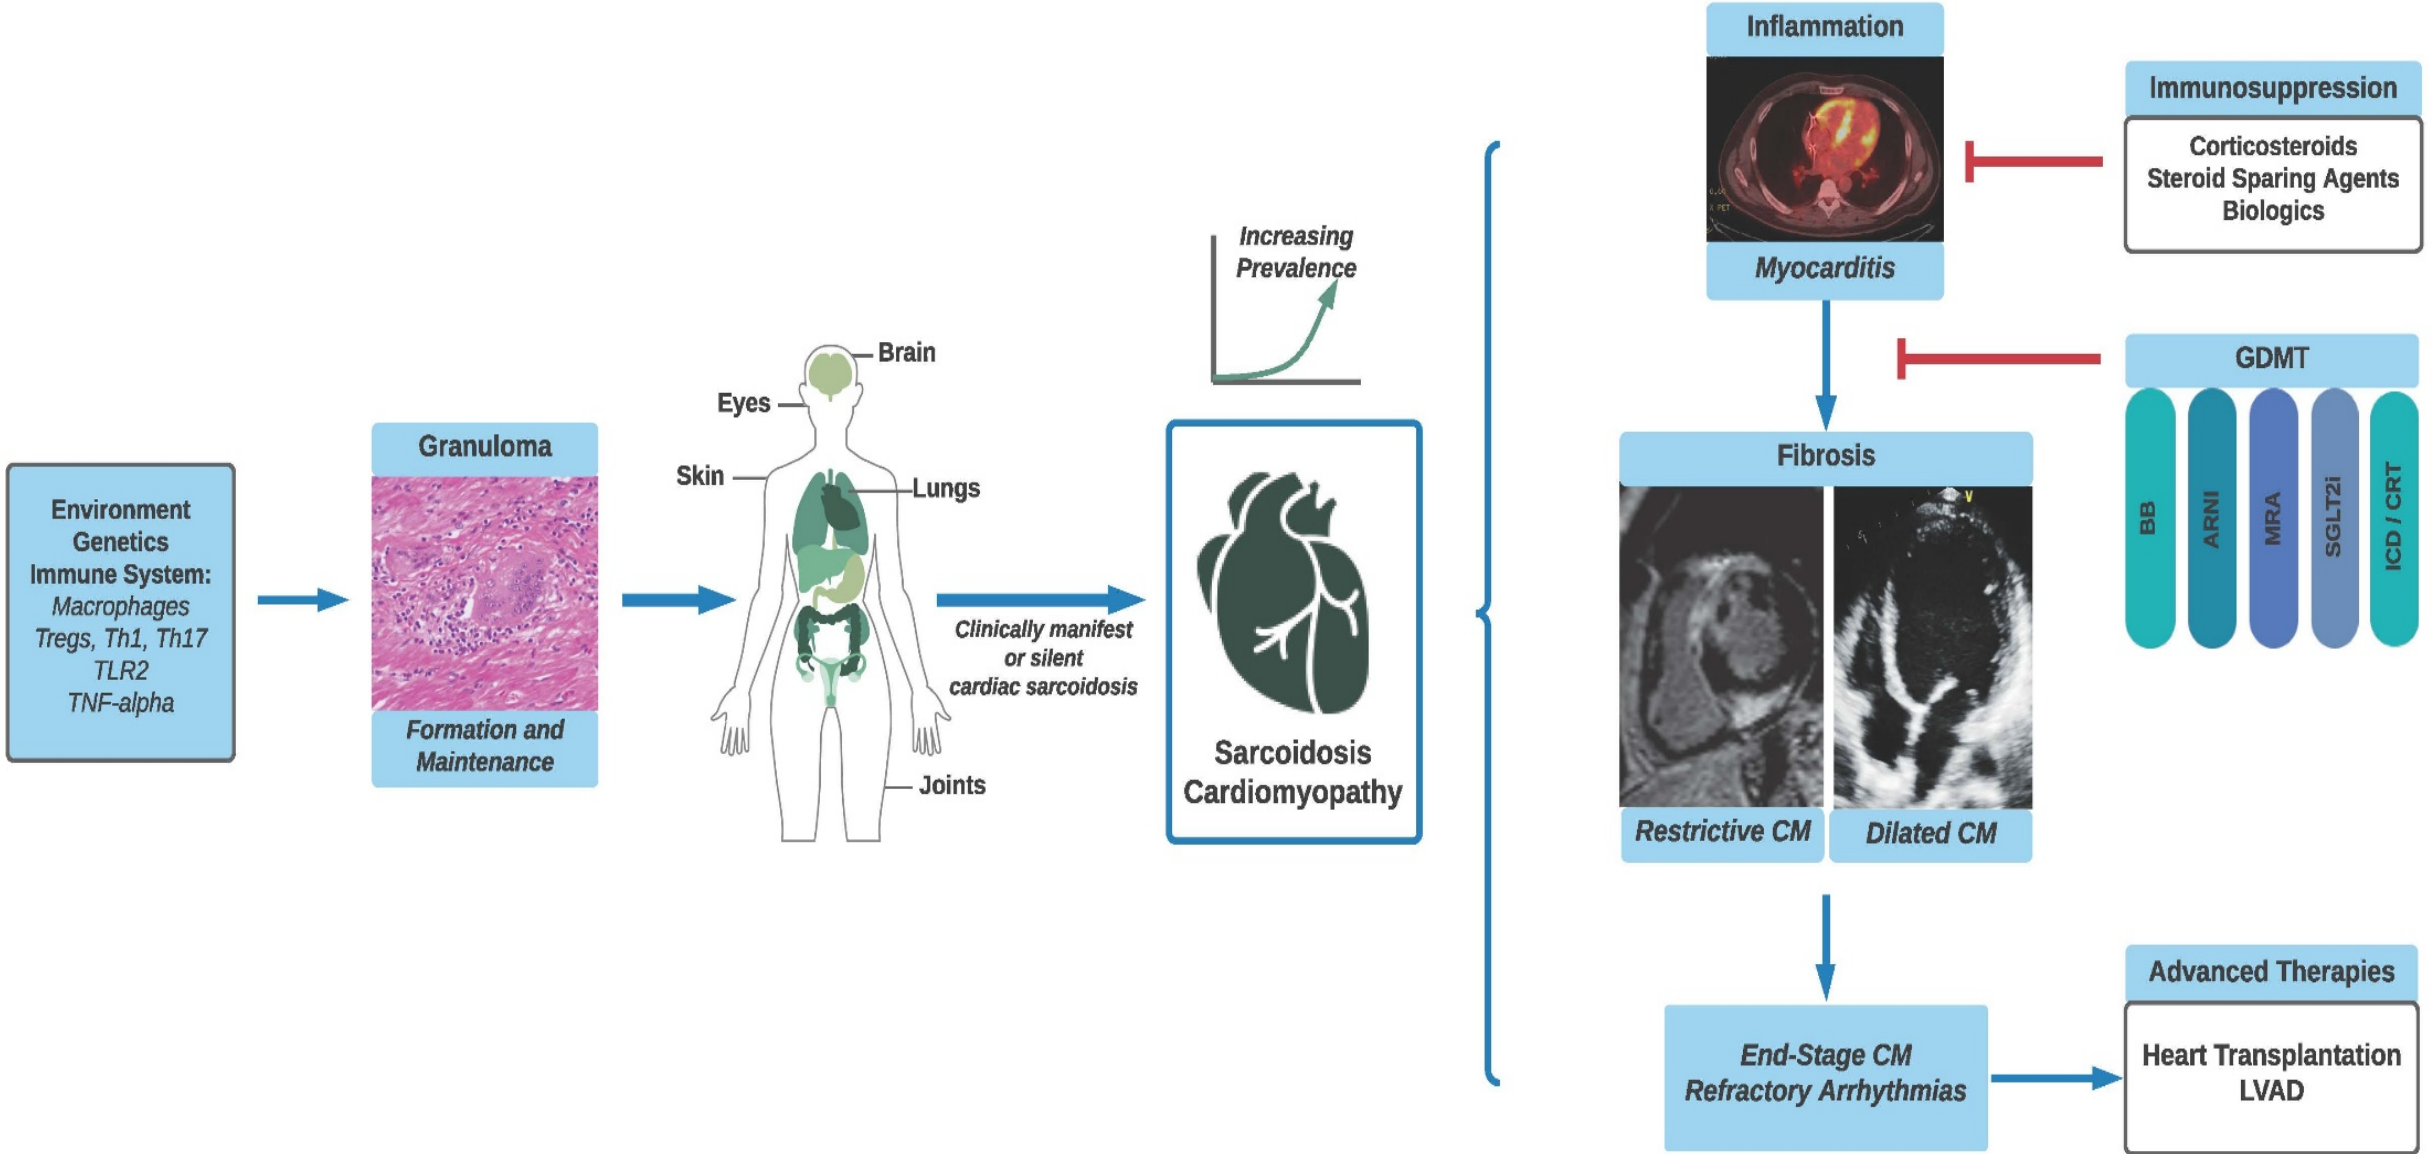 Environment
Genetics
Immune System:
Macrophages
Tregs, Th1, Th17
TLR2
TNF-alpha
Granuloma
Formation and
Maintenance
Brain
Eyes
Skin
Lungs
Joints
Clinically manifest
or silent
cardiac sarcoidosis
Increasing
Prevalence
Sarcoidosis
Cardiomyopathy
Inflammation
Myocarditis
Immunosuppression
Corticosteroids
Steroid Sparing Agents
Biologics
GDMT
BB
ARNI
MRA
SGLT2i
ICD / CRT
Fibrosis
V
Restrictive CM
Dilated CM
End-Stage CM
Refractory Arrhythmias
Advanced Therapies
Heart Transplantation
LVAD